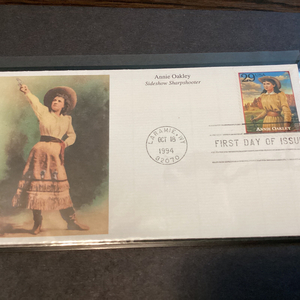 Annie Oakley
Sideshow Sharpshooter
29
ANNIE OAKLEY
LARAMIE, WY
OCT 18
1994
82070
FIRST DAY OF ISSUE